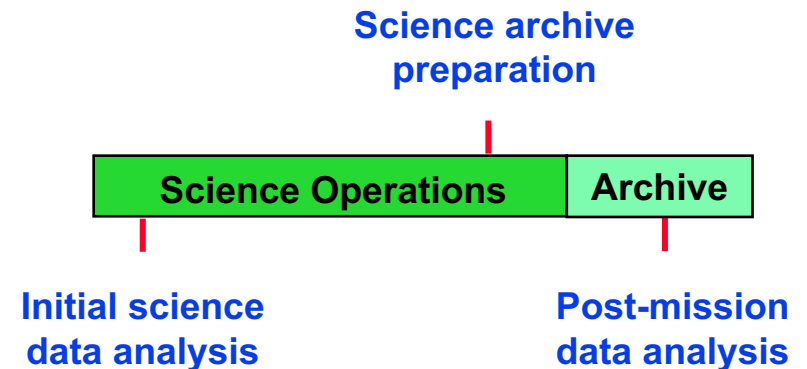 Science archive
preparation
Science Operations
Archive
Initial science
data analysis
Post-mission
data analysis